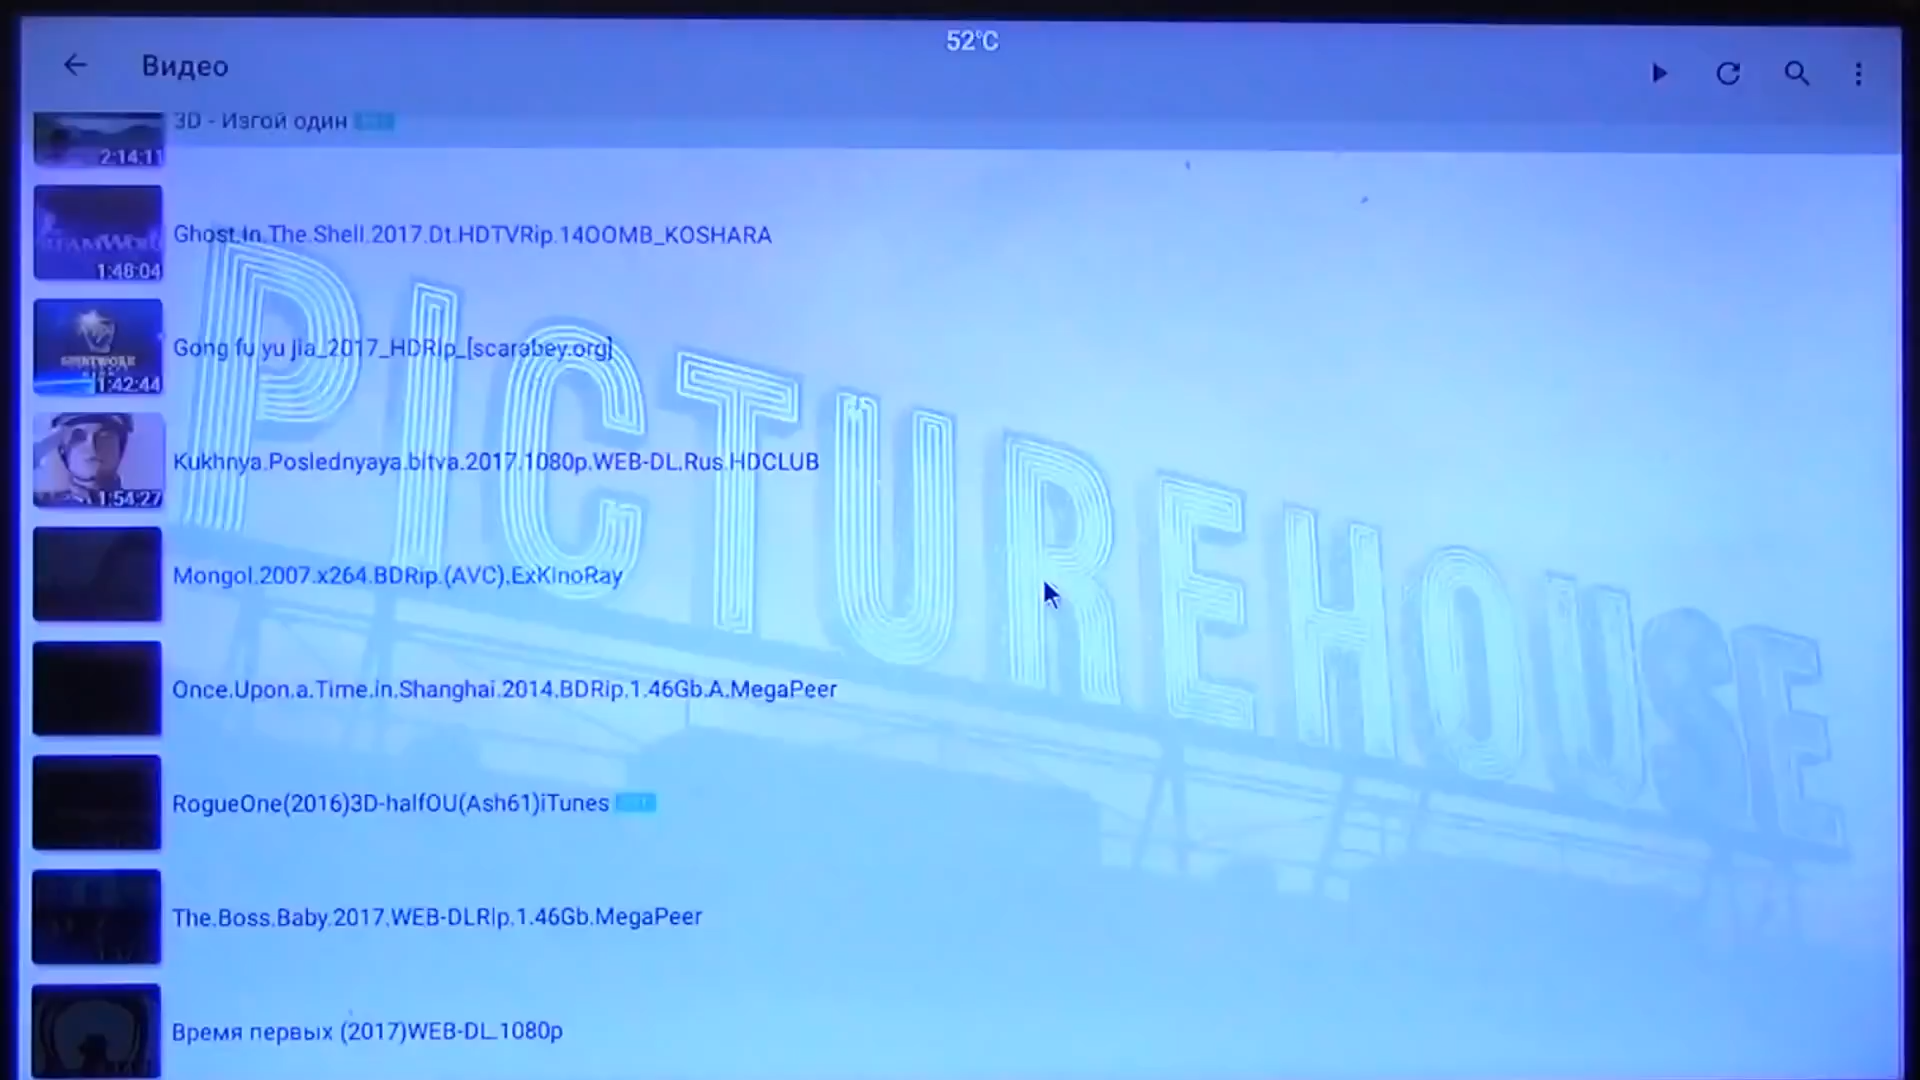 52°C
Видео
3D - Изгой один
2:14:11
Ghost.In.The.Shell.2017.Dt.HDTVRip.14OOMB_KOSHARA
1:48:04
Gong fu yu jia_2017_HDRip_[scarabey.org]
1:42:44
Kukhnya.Poslednyaya.bitva.2017.1080p.WEB-DL.Rus.HDCLUB
1:54:27
Mongol.2007.x264.BDRip.(AVC).ExKinoRay
Once.Upon.a.Time.in.Shanghai.2014.BDRip.1.46Gb.A.MegaPeer
RogueOne(2016)3D-halfOU(Ash61)iTunes
The.Boss.Baby.2017.WEB-DLRip.1.46Gb.MegaPeer
Время первых (2017)WEB-DL.1080p
PICTUREHOUSE